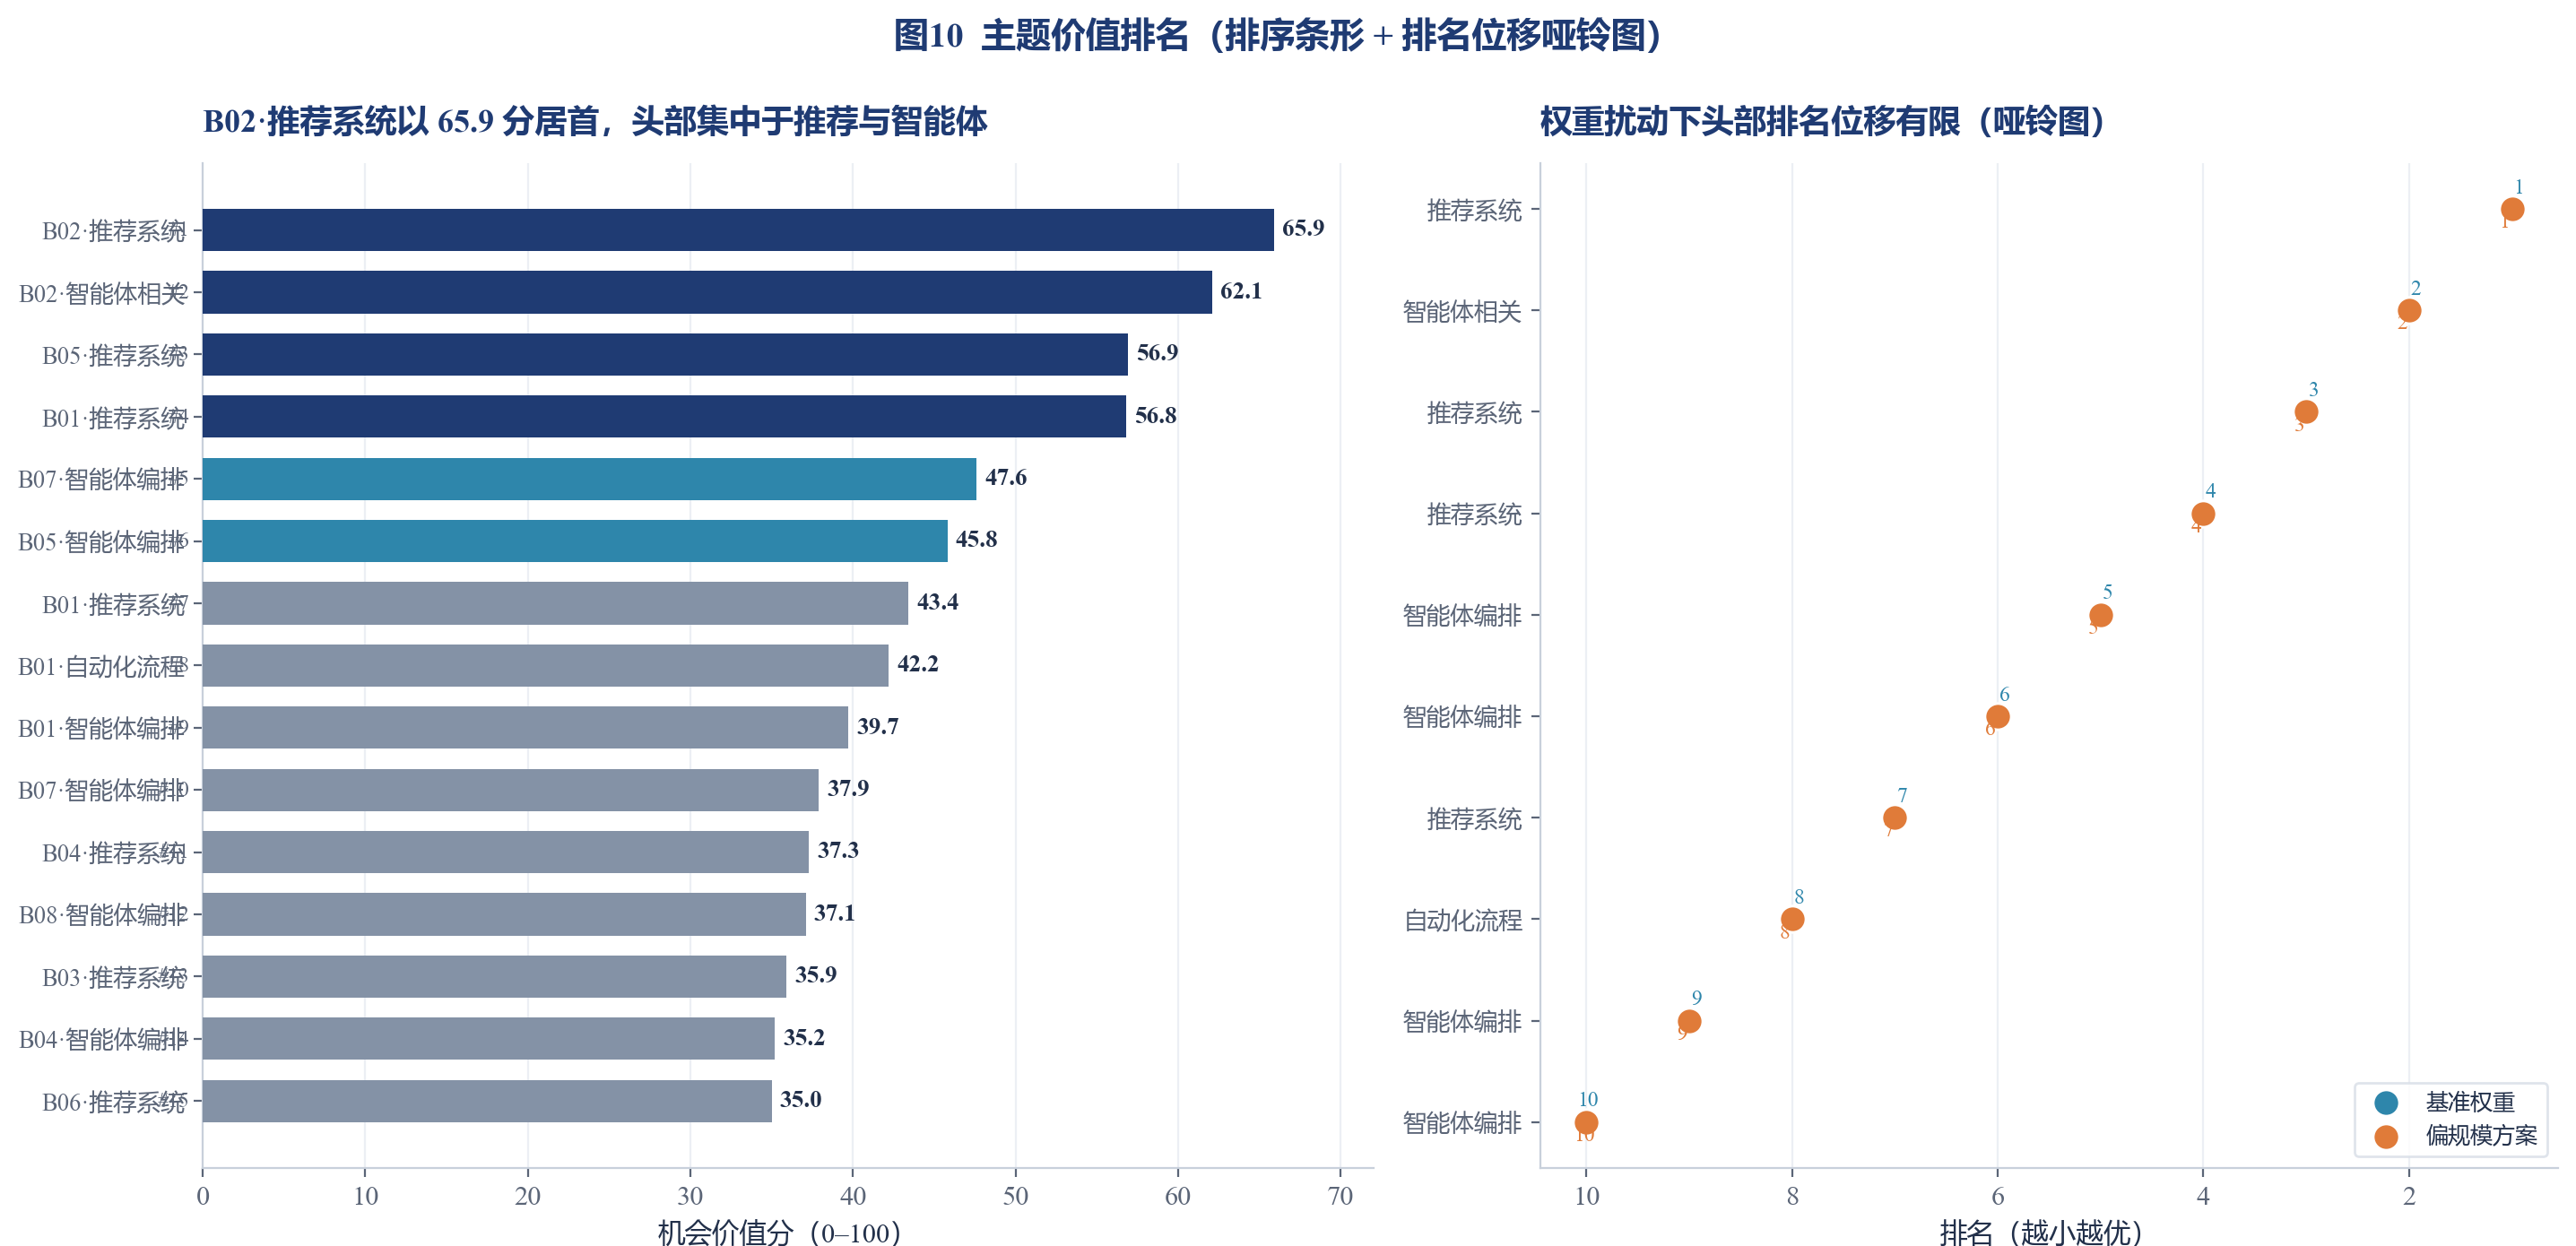 图10 主题价值排名（排序条形 + 排名位移哑铃图）
B02·推荐系统以 65.9 分居首，头部集中于推荐与智能体
B02·推荐系统 65.9
B02·智能体相关 62.1
B05·推荐系统 56.9
B01·推荐系统 56.8
B07·智能体编排 47.6
B05·智能体编排 45.8
B01·推荐系统 43.4
B01·自动化流程 42.2
B01·智能体编排 39.7
B07·智能体编排 37.9
B04·推荐系统 37.3
B08·智能体编排 37.1
B03·推荐系统 35.9
B04·智能体编排 35.2
B06·推荐系统 35.0
0 10 20 30 40 50 60 70
机会价值分（0–100）
权重扰动下头部排名位移有限（哑铃图）
推荐系统 1 1
智能体相关 2 2
推荐系统 3 3
推荐系统 4 4
智能体编排 5 5
智能体编排 6 6
推荐系统 7 7
自动化流程 8 8
智能体编排 9 9
智能体编排 10 10
基准权重
偏规模方案
10 8 6 4 2
排名（越小越优）